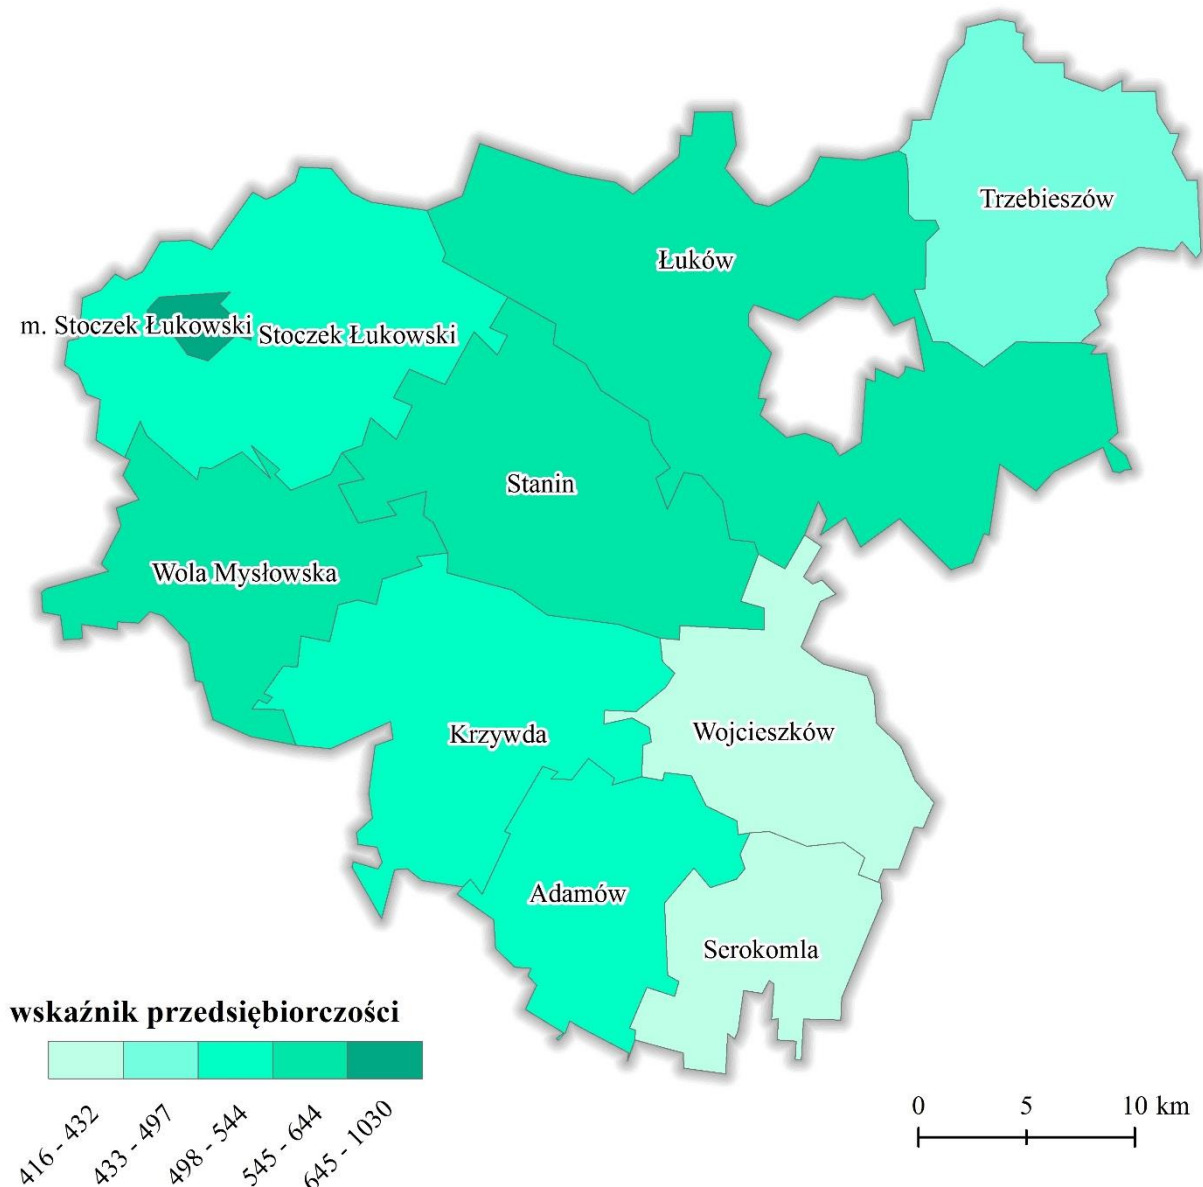 Trzebieszów
Łuków
m. Stoczek Łukowski
Stoczek Łukowski
Stanin
Wola Mysłowska
Krzywda
Wojcieszków
Adamów
Serokomla
wskaźnik przedsiębiorczości
416 - 432
433 - 497
498 - 544
545 - 644
645 - 1030
0 5 10 km